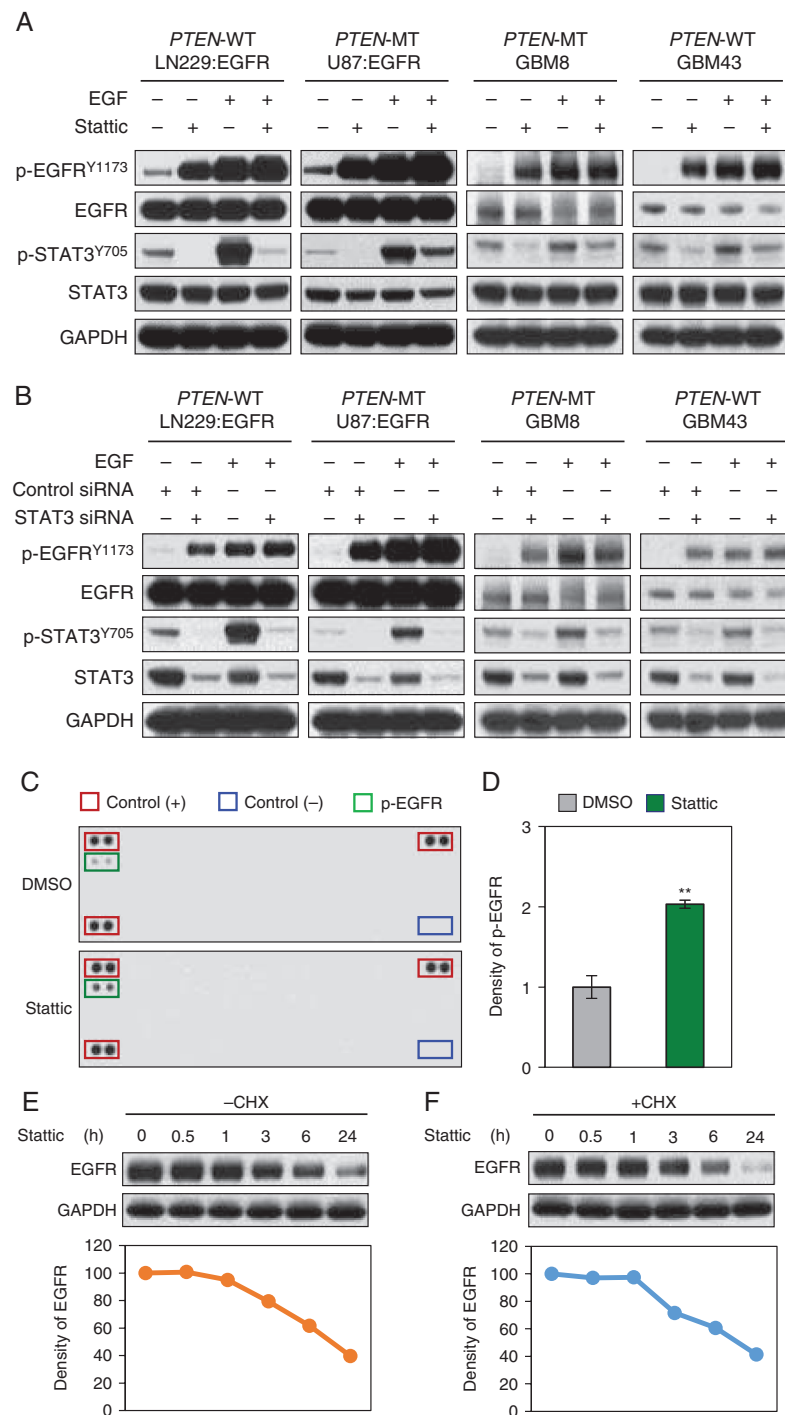 A
PTEN-WT PTEN-MT PTEN-MT PTEN-WT
LN229:EGFR U87:EGFR GBM8 GBM43
EGF – – + + – – + + – – + + – – + +
Stattic – + – + – + – + – + – + – + – +
p-EGFRY1173
EGFR
p-STAT3Y705
STAT3
GAPDH
B
PTEN-WT PTEN-MT PTEN-MT PTEN-WT
LN229:EGFR U87:EGFR GBM8 GBM43
EGF – – + + – – + + – – + + – – + +
Control siRNA + + – – + + – – + + – – + + – –
STAT3 siRNA – + – + – + – + – + – + – + – +
p-EGFRY1173
EGFR
p-STAT3Y705
STAT3
GAPDH
C
Control (+) Control (–) p-EGFR
DMSO
Stattic
D
DMSO Stattic
Density of p-EGFR
3
2
1
0
**
E
–CHX
Stattic (h) 0 0.5 1 3 6 24
EGFR
GAPDH
Density of EGFR
120
100
80
60
40
20
0
F
+CHX
Stattic (h) 0 0.5 1 3 6 24
EGFR
GAPDH
Density of EGFR
120
100
80
60
40
20
0